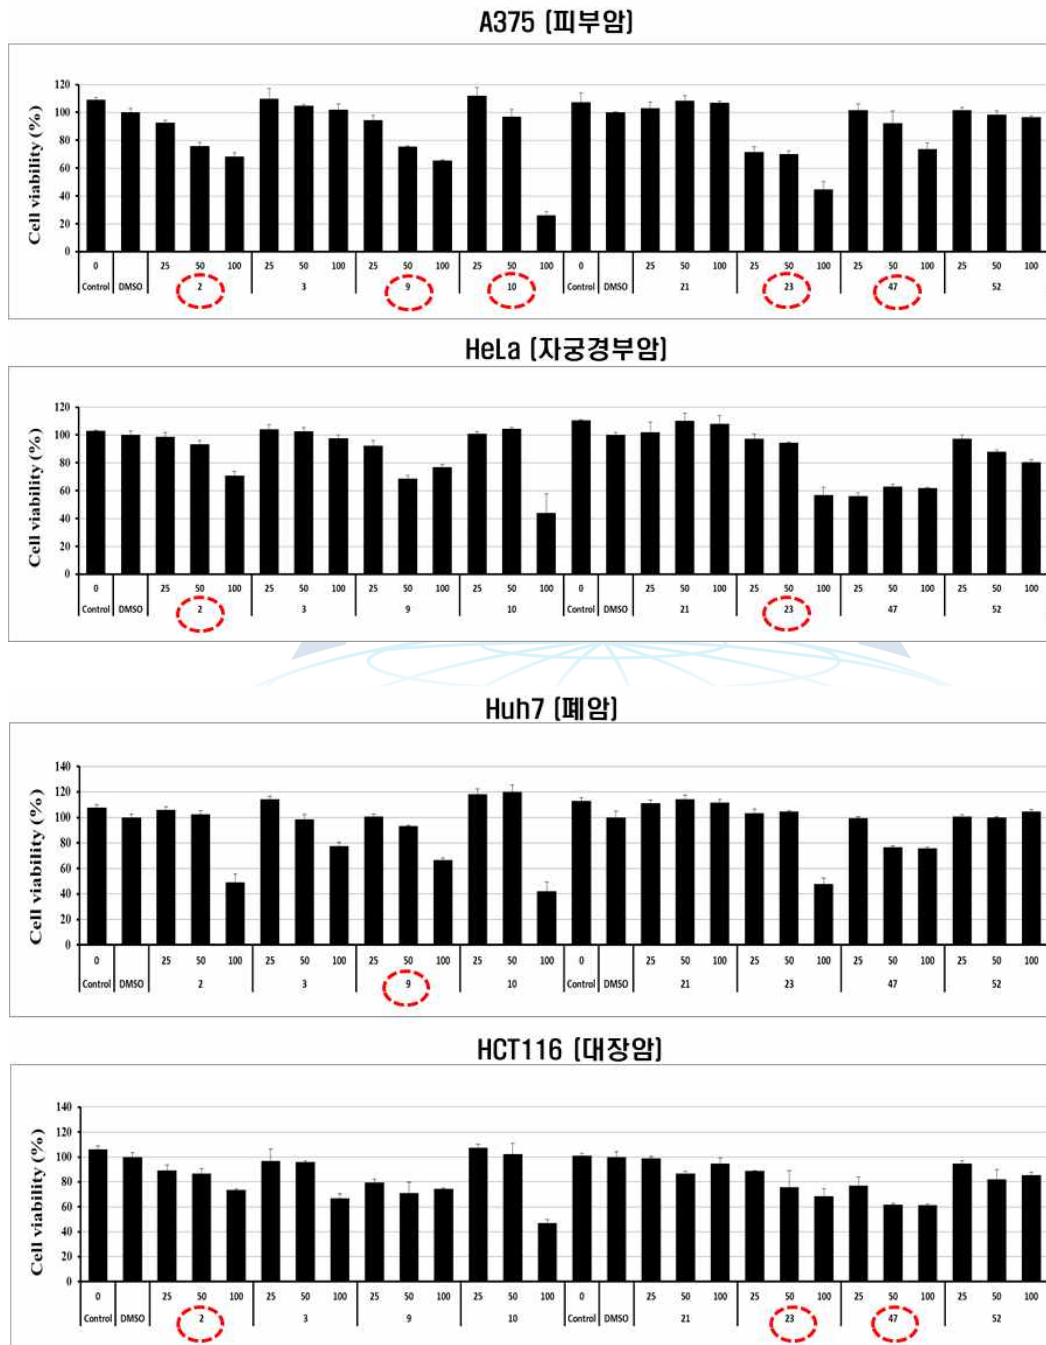 A375 (피부암)
Cell viability (%)
120
100
80
60
40
20
0
0 25 50 100 25 50 100 25 50 100 25 50 100 0 25 50 100 25 50 100 25 50 100 25 50 100
Control DMSO 2 3 9 10 Control DMSO 21 23 47 52
HeLa (자궁경부암)
Cell viability (%)
120
100
80
60
40
20
0
0 25 50 100 25 50 100 25 50 100 25 50 100 0 25 50 100 25 50 100 25 50 100 25 50 100
Control DMSO 2 3 9 10 Control DMSO 21 23 47 52
Huh7 (폐암)
Cell viability (%)
140
120
100
80
60
40
20
0
0 25 50 100 25 50 100 25 50 100 25 50 100 0 25 50 100 25 50 100 25 50 100 25 50 100
Control DMSO 2 3 9 10 Control DMSO 21 23 47 52
HCT116 (대장암)
Cell viability (%)
140
120
100
80
60
40
20
0
0 25 50 100 25 50 100 25 50 100 25 50 100 0 25 50 100 25 50 100 25 50 100 25 50 100
Control DMSO 2 3 9 10 Control DMSO 21 23 47 52